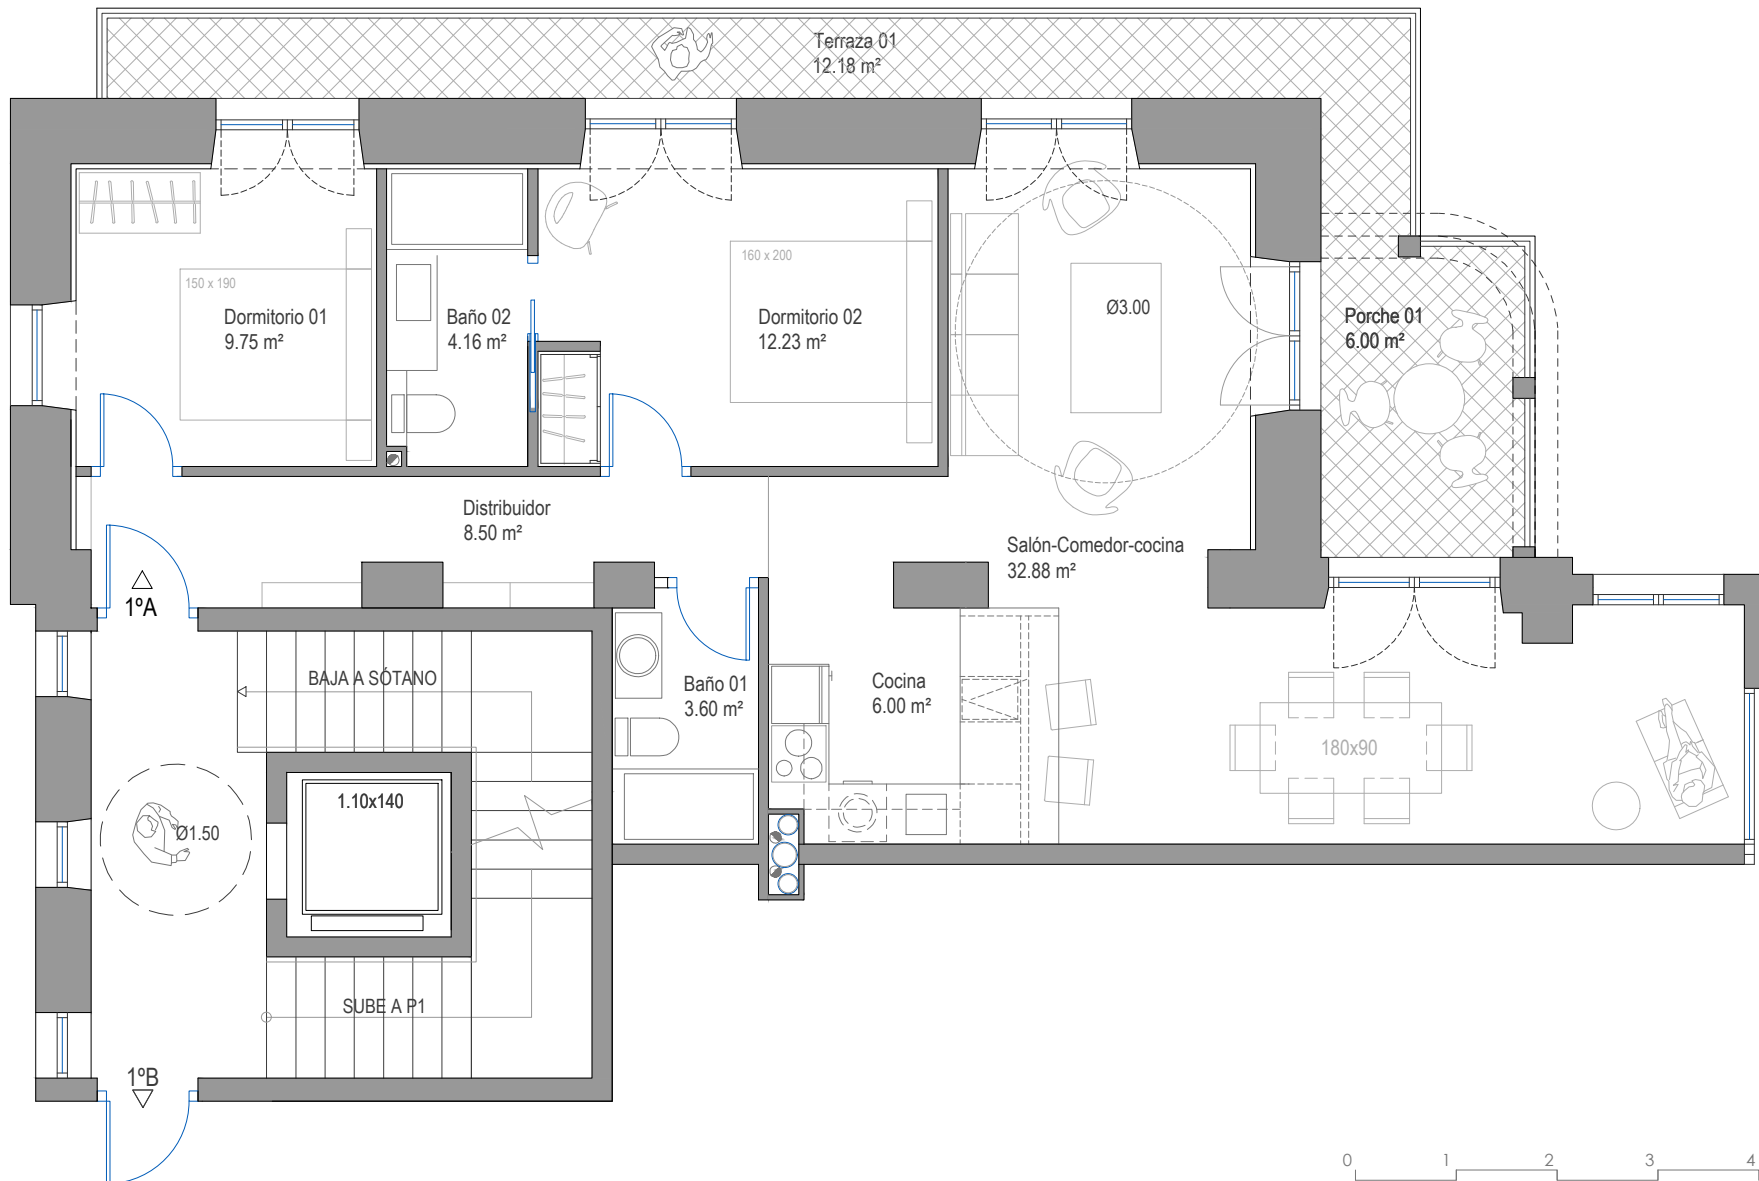 Terraza 01
12.18 m²
150 x 190
Dormitorio 01
9.75 m²
Baño 02
4.16 m²
160 x 200
Dormitorio 02
12.23 m²
Ø3.00
Porche 01
6.00 m²
Distribuidor
8.50 m²
Salón-Comedor-cocina
32.88 m²
1ºA
BAJA A SÓTANO
Baño 01
3.60 m²
Cocina
6.00 m²
180x90
1.10x140
Ø1.50
SUBE A P1
1ºB
0 1 2 3 4